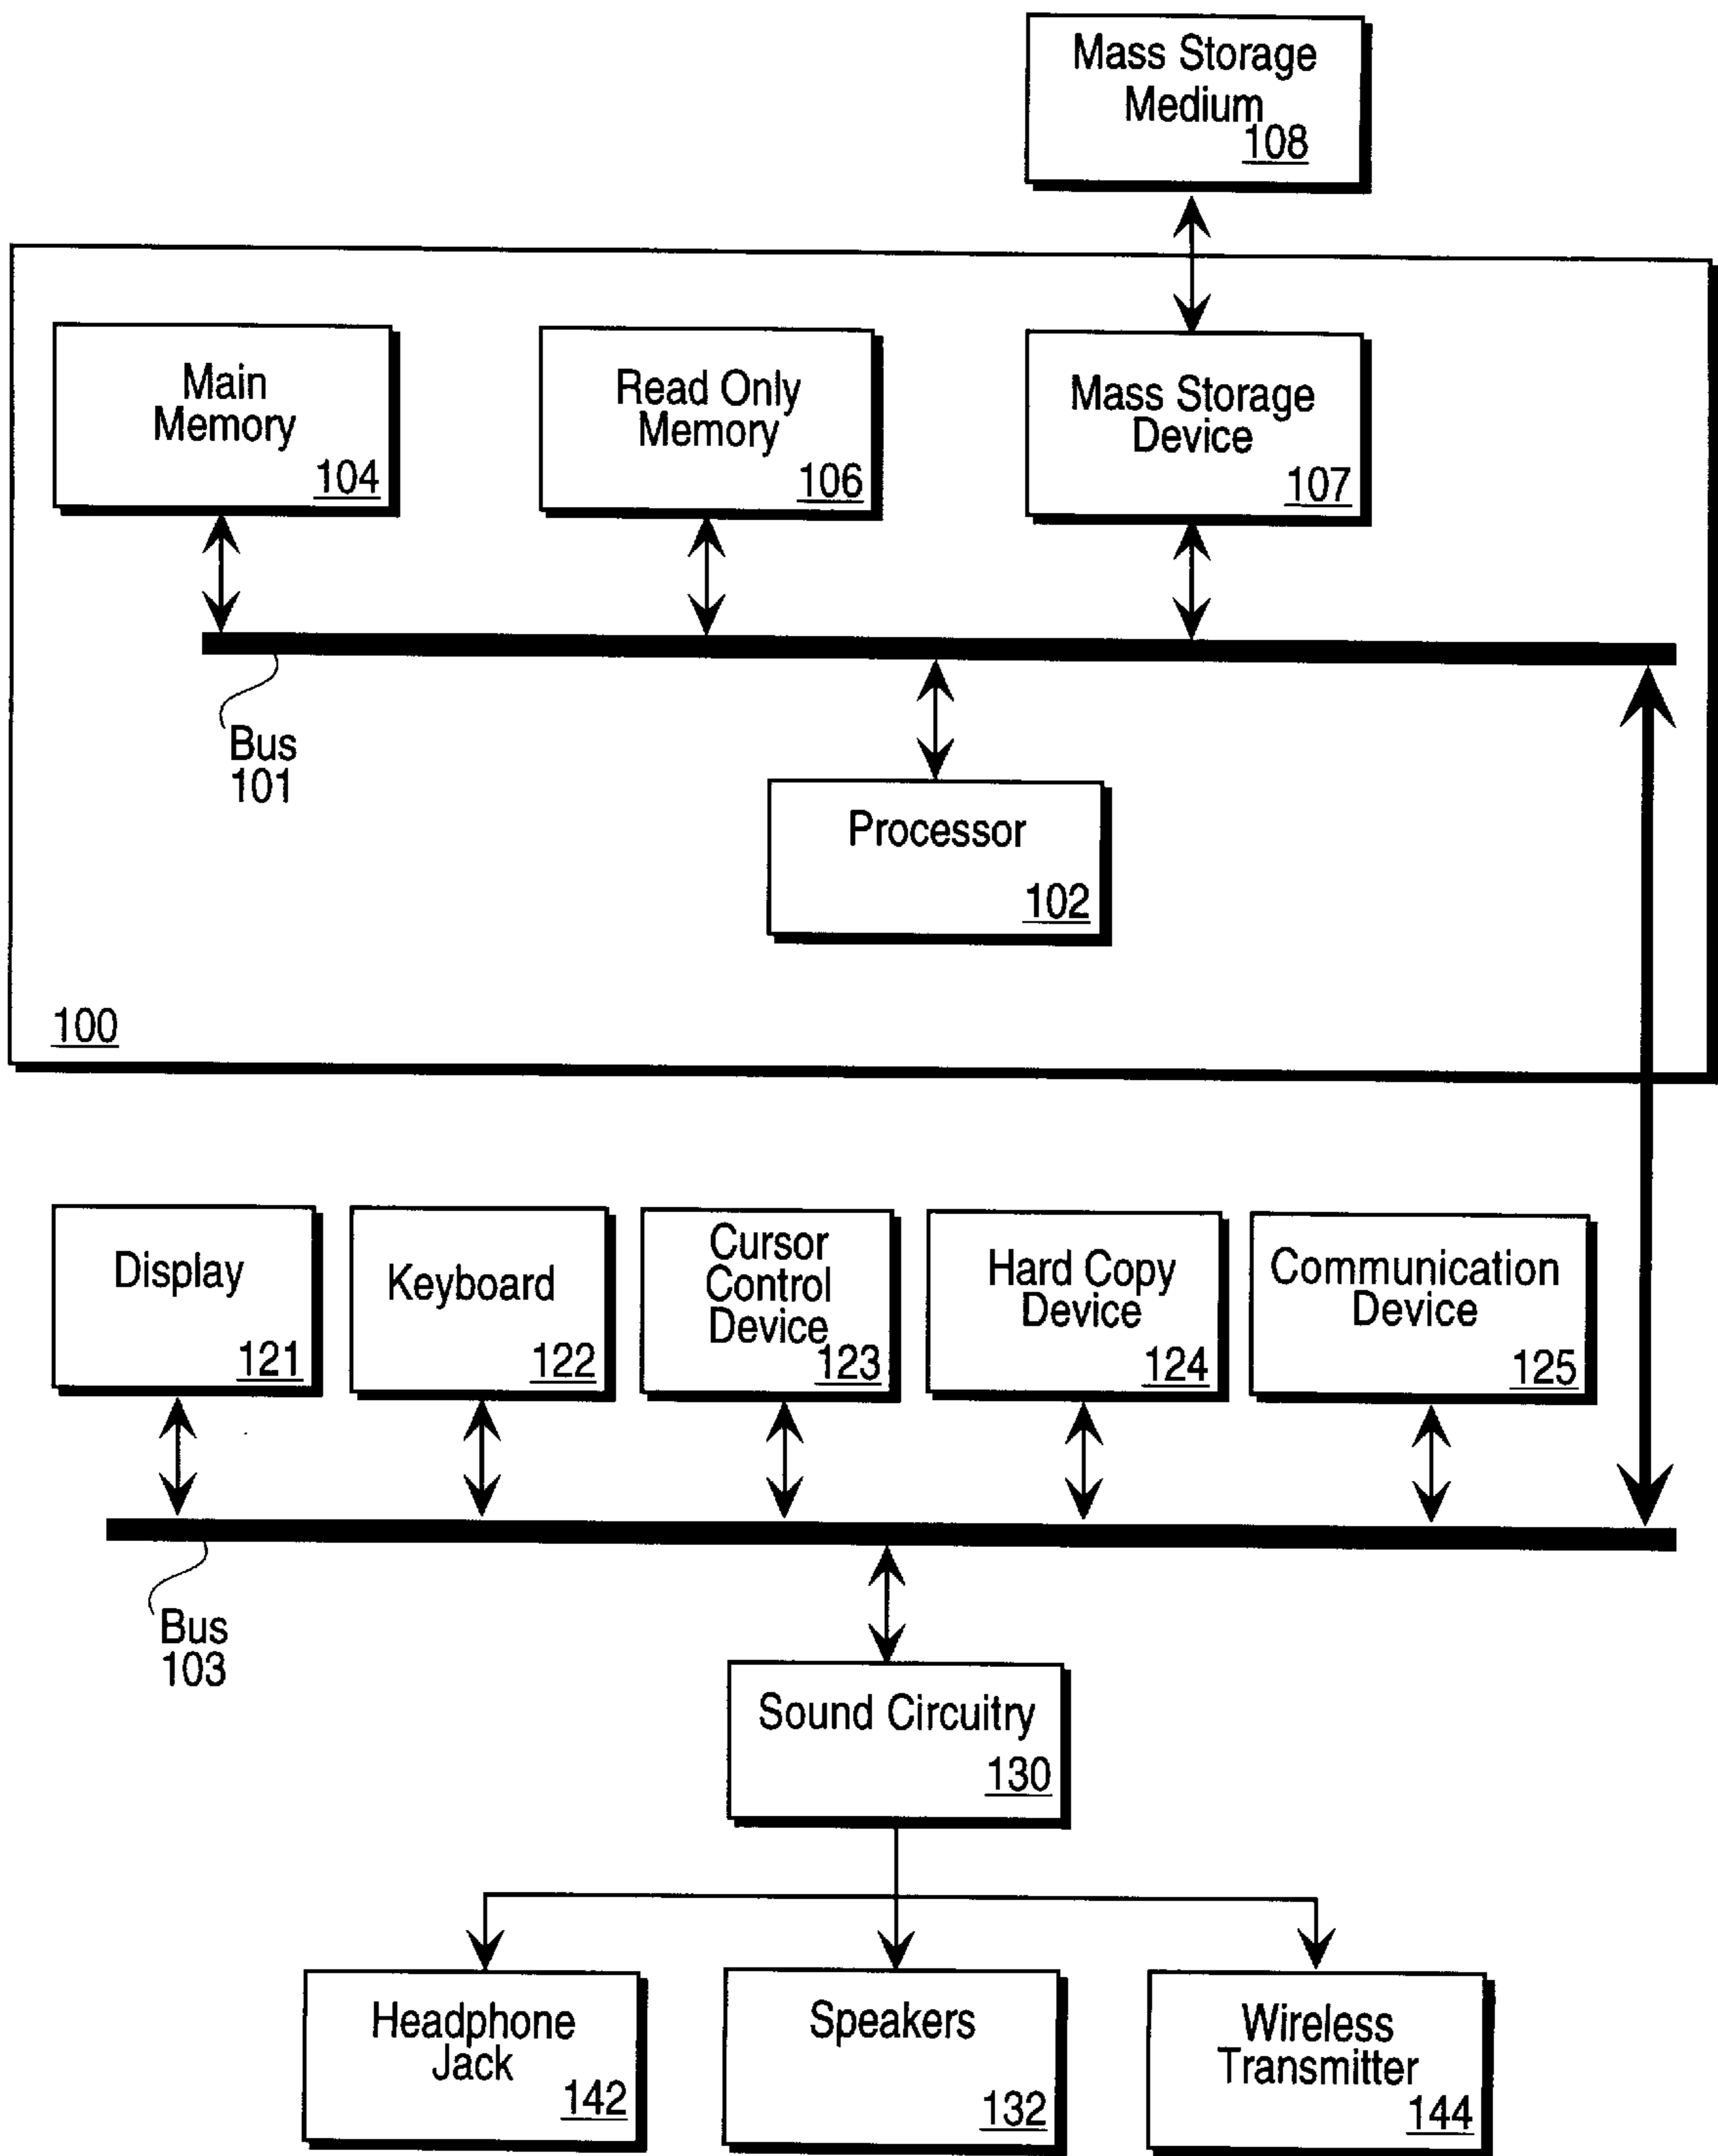 Mass Storage
Medium
108
Main
Memory
104
Read Only
Memory
106
Mass Storage
Device
107
Bus
101
Processor
102
100
Display
121
Keyboard
122
Cursor
Control
Device
123
Hard Copy
Device
124
Communication
Device
125
Bus
103
Sound Circuitry
130
Headphone
Jack
142
Speakers
132
Wireless
Transmitter
144